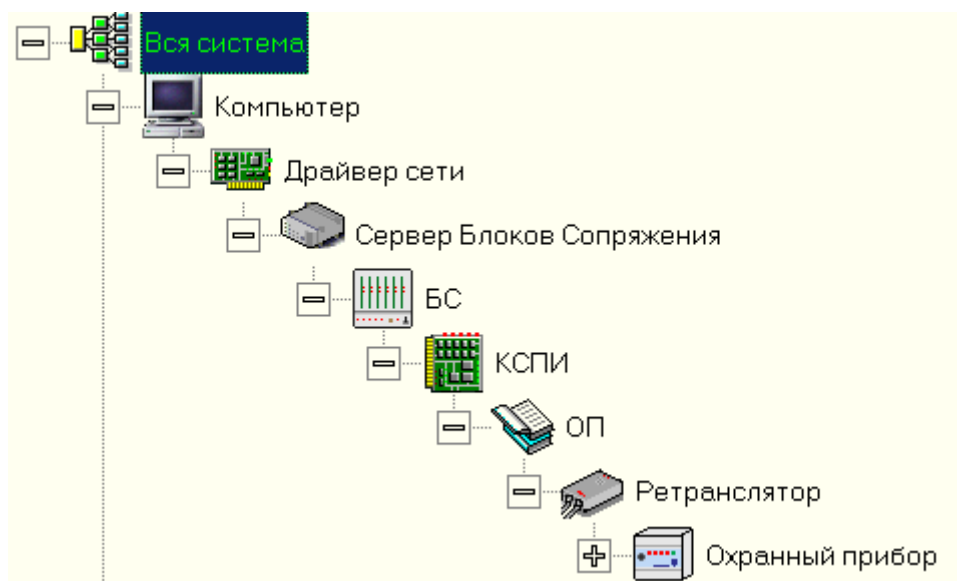 Вся система
Компьютер
Драйвер сети
Сервер Блоков Сопряжения
БС
КСПИ
ОП
Ретранслятор
Охранный прибор